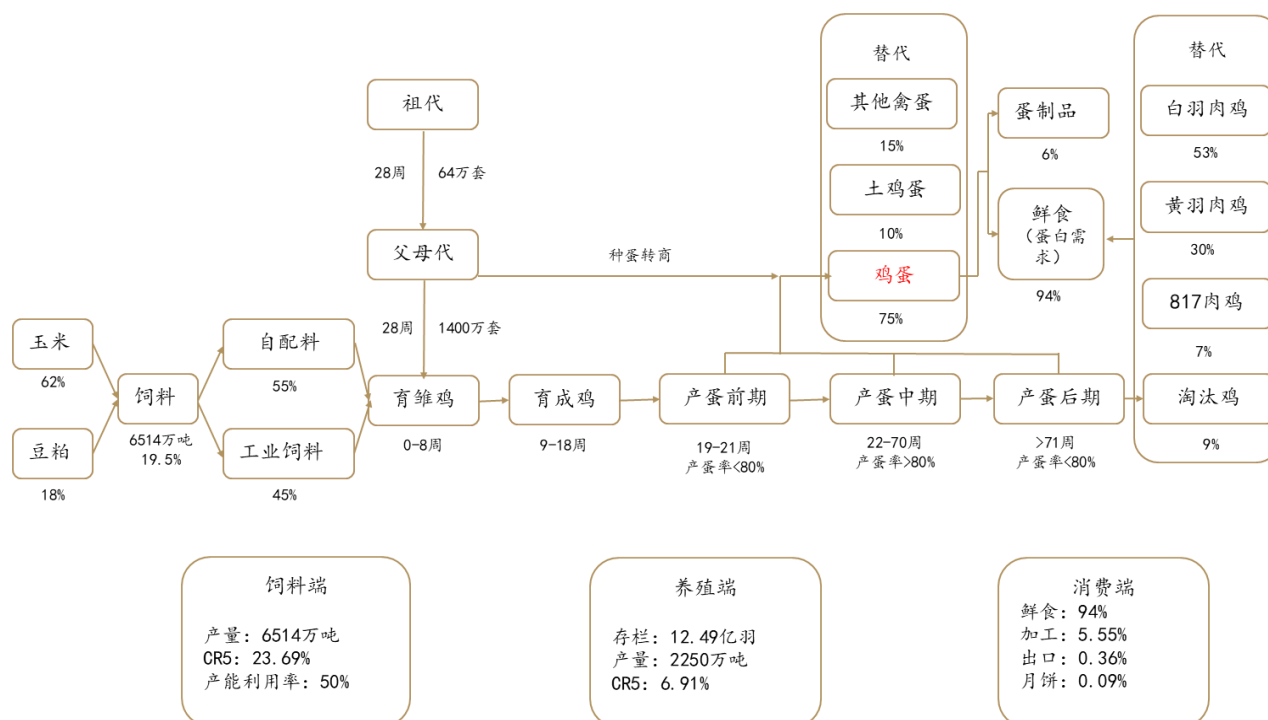 替代
替代
祖代
其他禽蛋
蛋制品
白羽肉鸡
15%
6%
53%
28周
64万套
土鸡蛋
鲜食
（蛋白需
求）
黄羽肉鸡
10%
30%
父母代
种蛋转商
鸡蛋
94%
75%
817肉鸡
7%
玉米
62%
自配料
55%
28周
1400万套
饲料
6514万吨
19.5%
育雏鸡
0-8周
育成鸡
9-18周
产蛋前期
19-21周
产蛋率<80%
产蛋中期
22-70周
产蛋率>80%
产蛋后期
>71周
产蛋率<80%
淘汰鸡
9%
豆粕
18%
工业饲料
45%
饲料端
产量：6514万吨
CR5：23.69%
产能利用率：50%
养殖端
存栏：12.49亿羽
产量：2250万吨
CR5：6.91%
消费端
鲜食：94%
加工：5.55%
出口：0.36%
月饼：0.09%